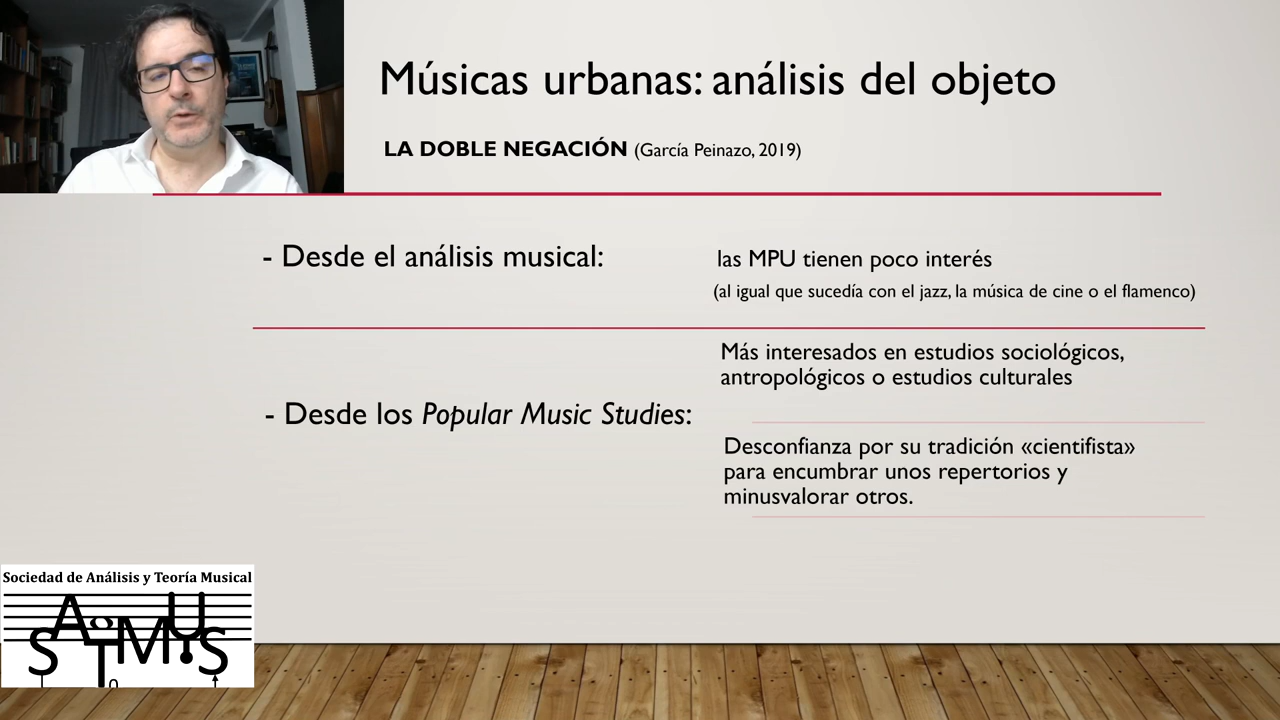 Músicas urbanas: análisis del objeto
LA DOBLE NEGACIÓN (García Peinazo, 2019)
- Desde el análisis musical:
las MPU tienen poco interés
(al igual que sucedía con el jazz, la música de cine o el flamenco)
Más interesados en estudios sociológicos,
antropológicos o estudios culturales
- Desde los Popular Music Studies:
Desconfianza por su tradición «cientifista»
para encumbrar unos repertorios y
minusvalorar otros.
Sociedad de Análisis y Teoría Musical
SATMUS